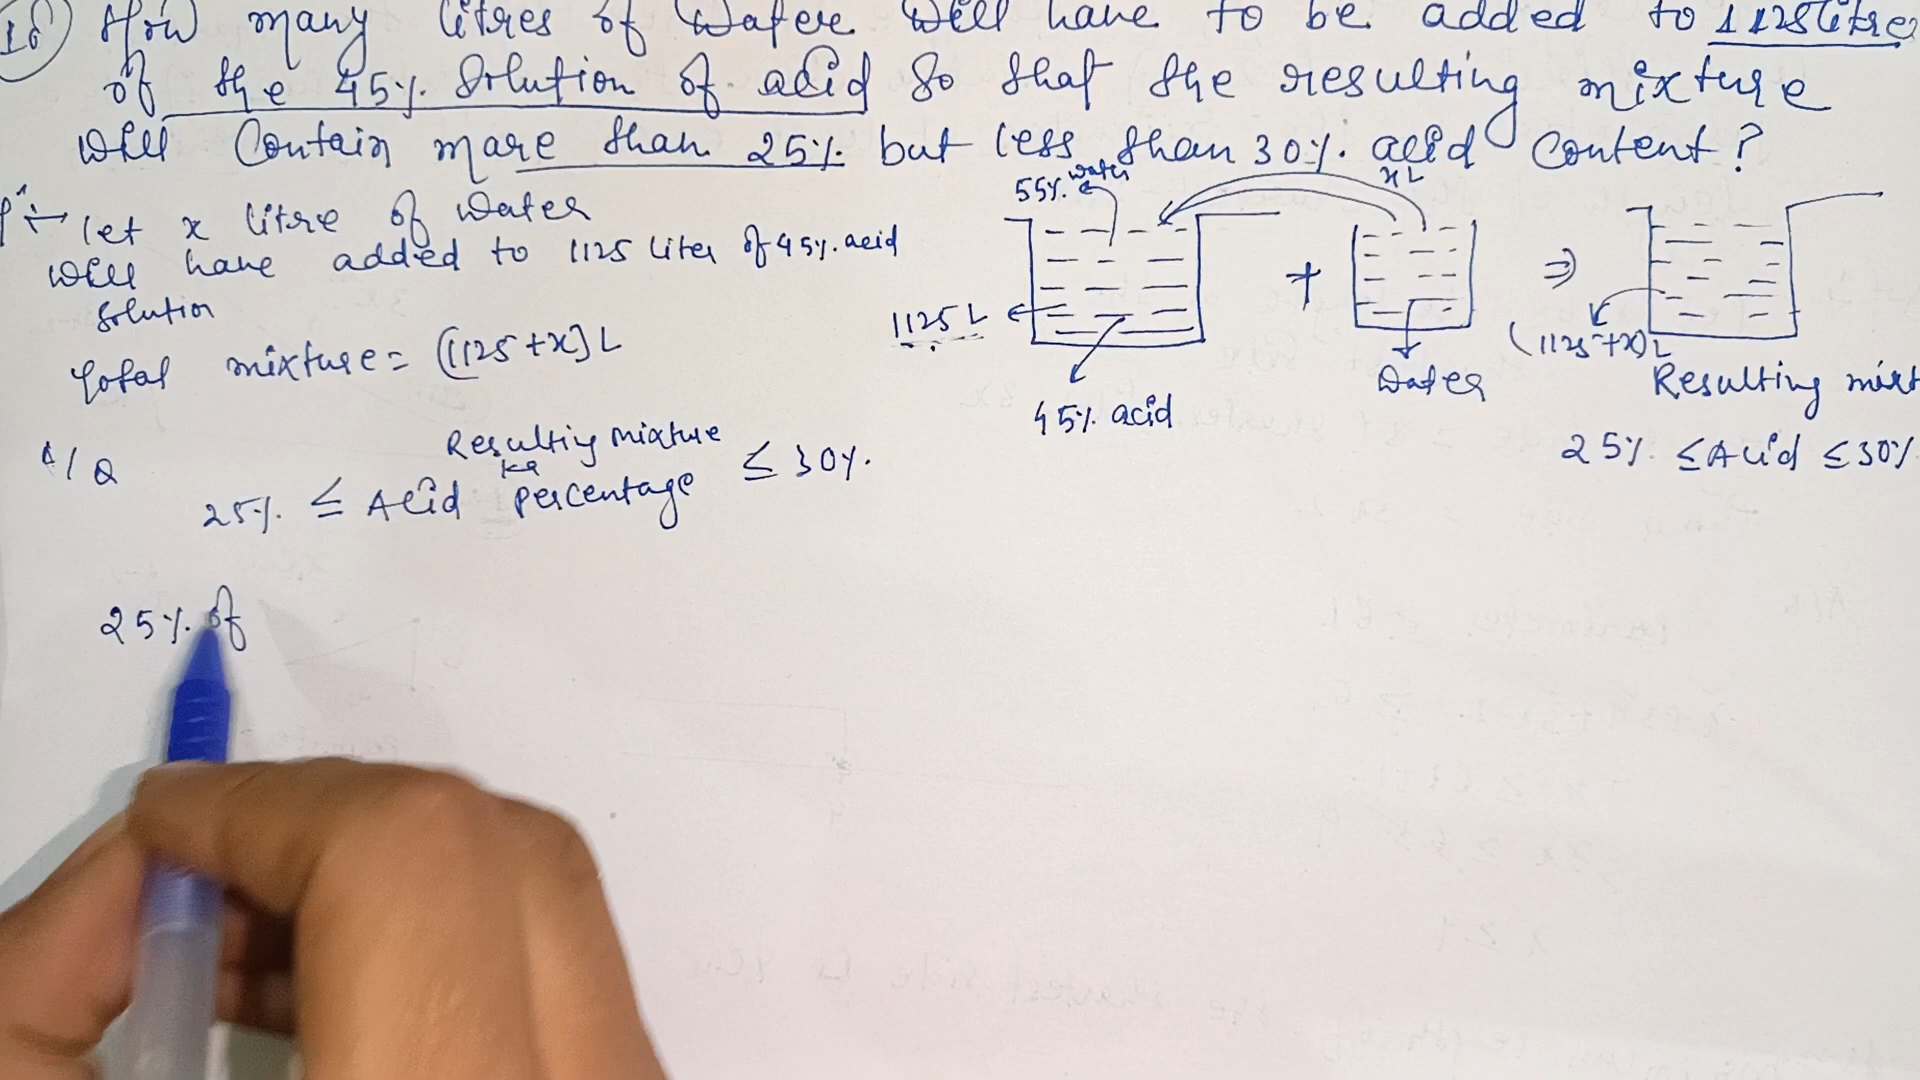 18) How many litres of water will have to be added to 1125 litre
of the 45% solution of acid so that the resulting mixture
will contain more than 25% but less than 30% acid content?
let x litre of water
will have added to 1125 liter of 45% acid
solution
Total mixture = (1125 + x) L
A/Q
Resulting mixture
ka
25% ≤ Acid percentage ≤ 30%
25% of
55% water
x L
1125 L
+
⇒
(1125 + x) L
45% acid
Water
Resulting mixt
25% ≤ Acid ≤ 30%